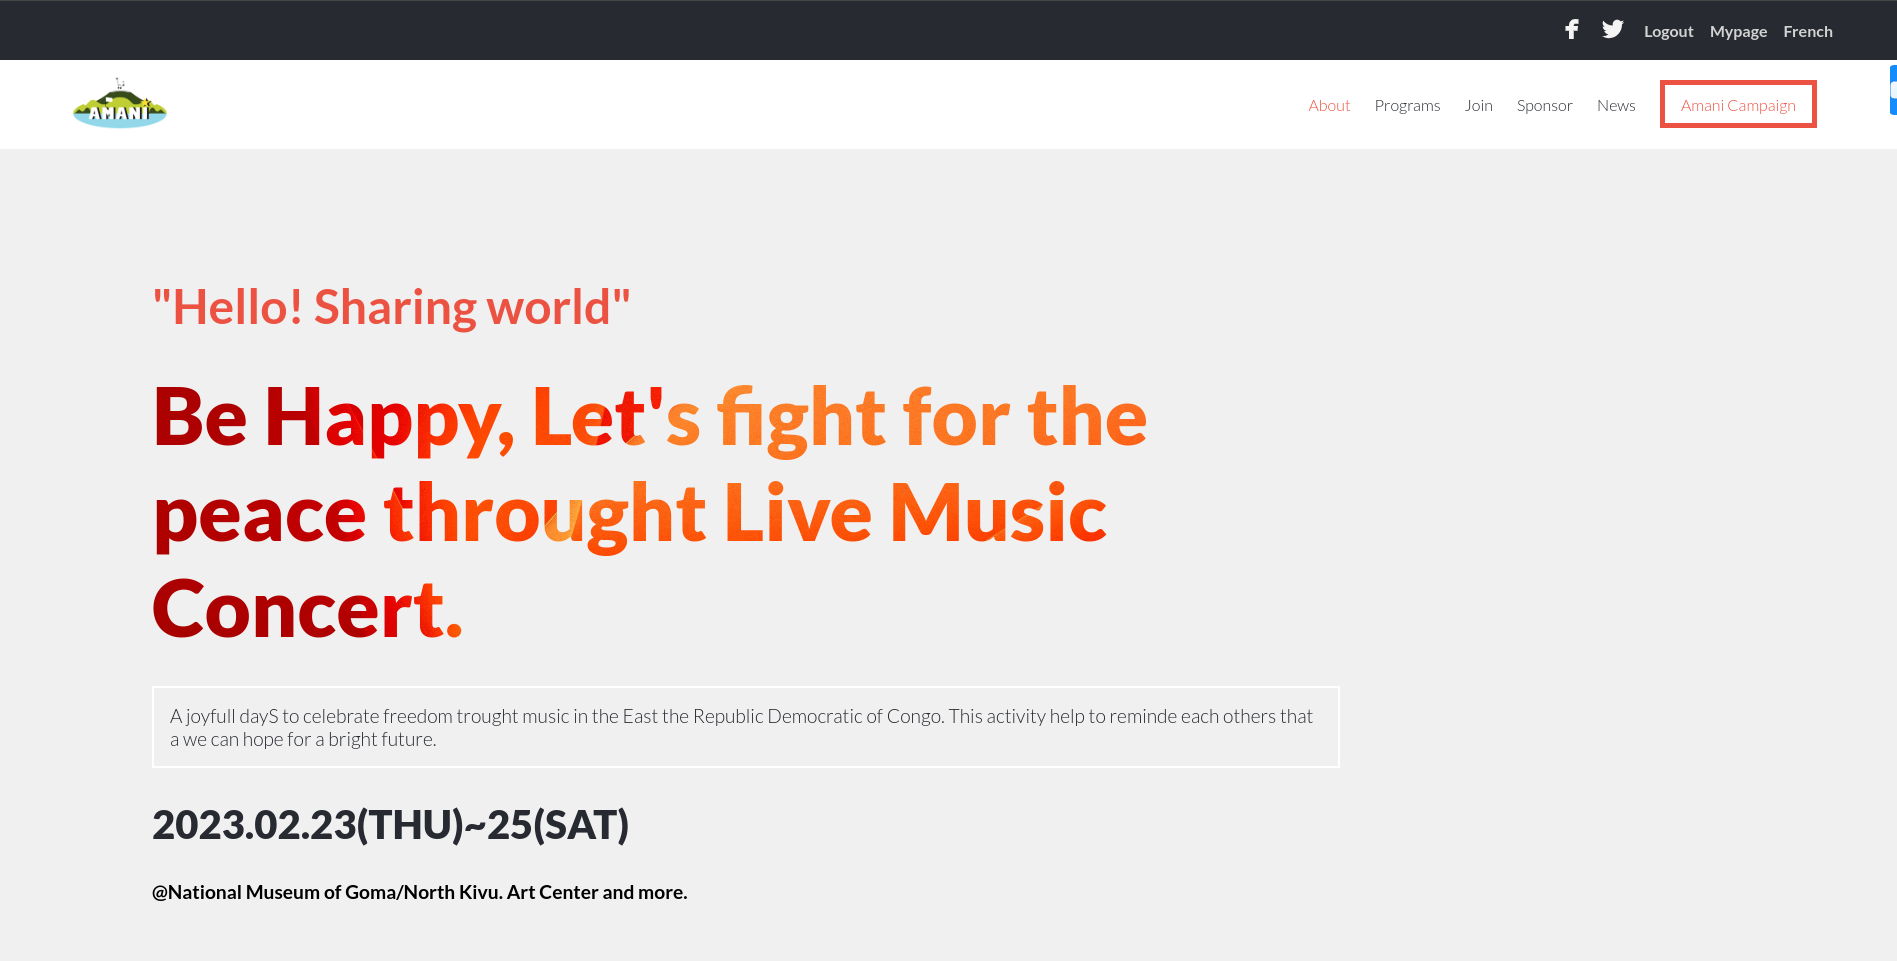 Logout Mypage French
AMANI
About Programs Join Sponsor News Amani Campaign
"Hello! Sharing world"
Be Happy, Let's fight for the
peace throught Live Music
Concert.
A joyfull dayS to celebrate freedom trought music in the East the Republic Democratic of Congo. This activity help to reminde each others that
a we can hope for a bright future.
2023.02.23(THU)~25(SAT)
@National Museum of Goma/North Kivu. Art Center and more.